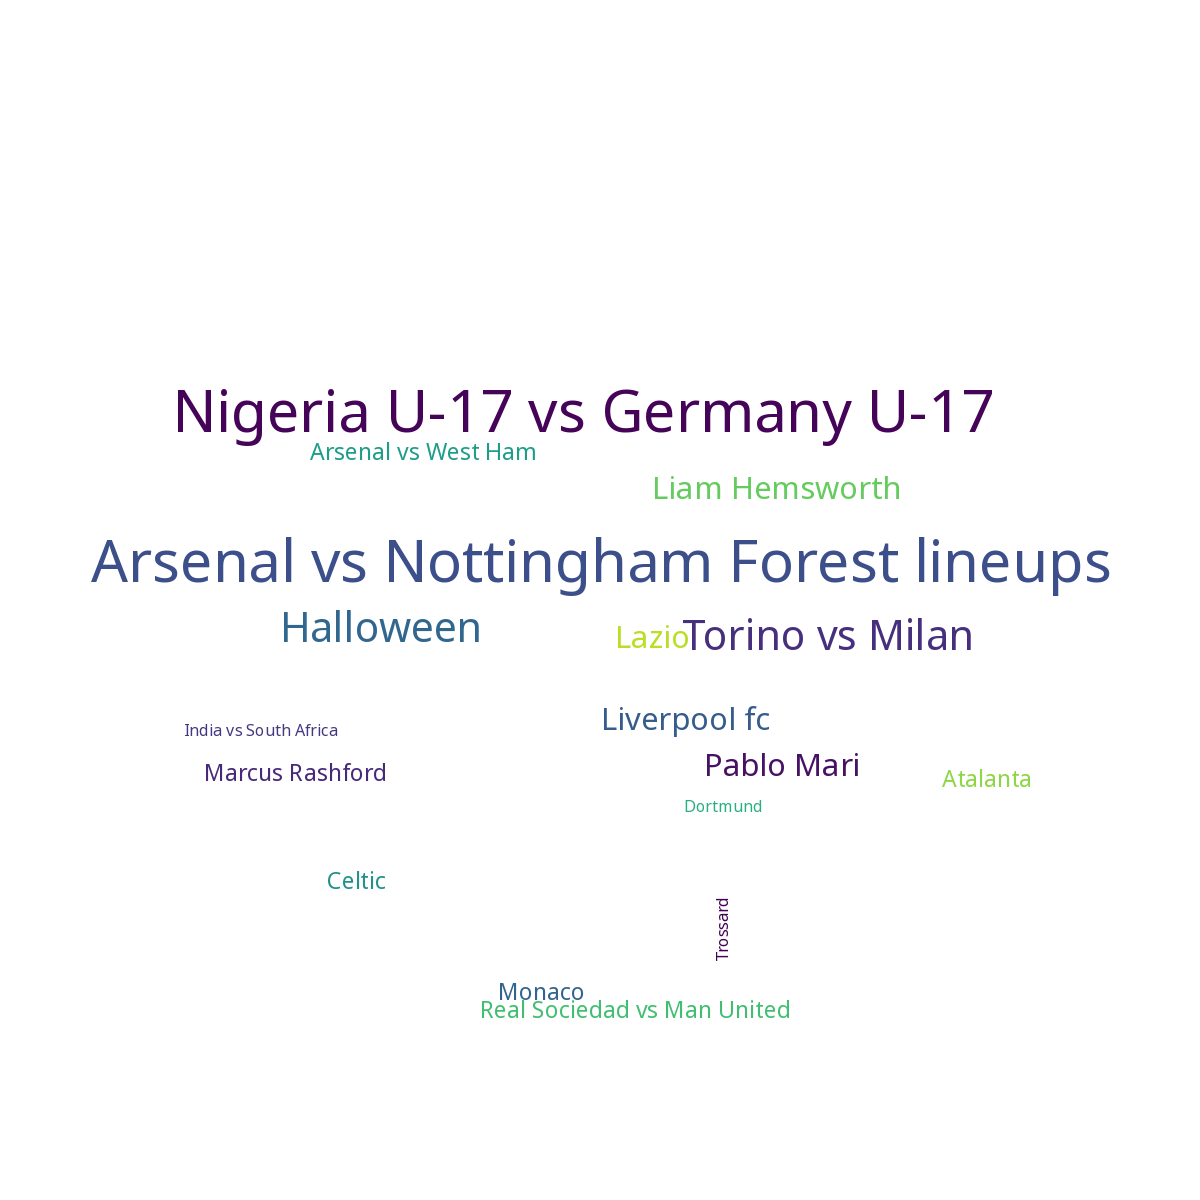 Nigeria U-17 vs Germany U-17
Arsenal vs West Ham
Liam Hemsworth
Arsenal vs Nottingham Forest lineups
Halloween
Lazio
Torino vs Milan
Liverpool fc
India vs South Africa
Pablo Mari
Marcus Rashford
Atalanta
Dortmund
Celtic
Trossard
Monaco
Real Sociedad vs Man United